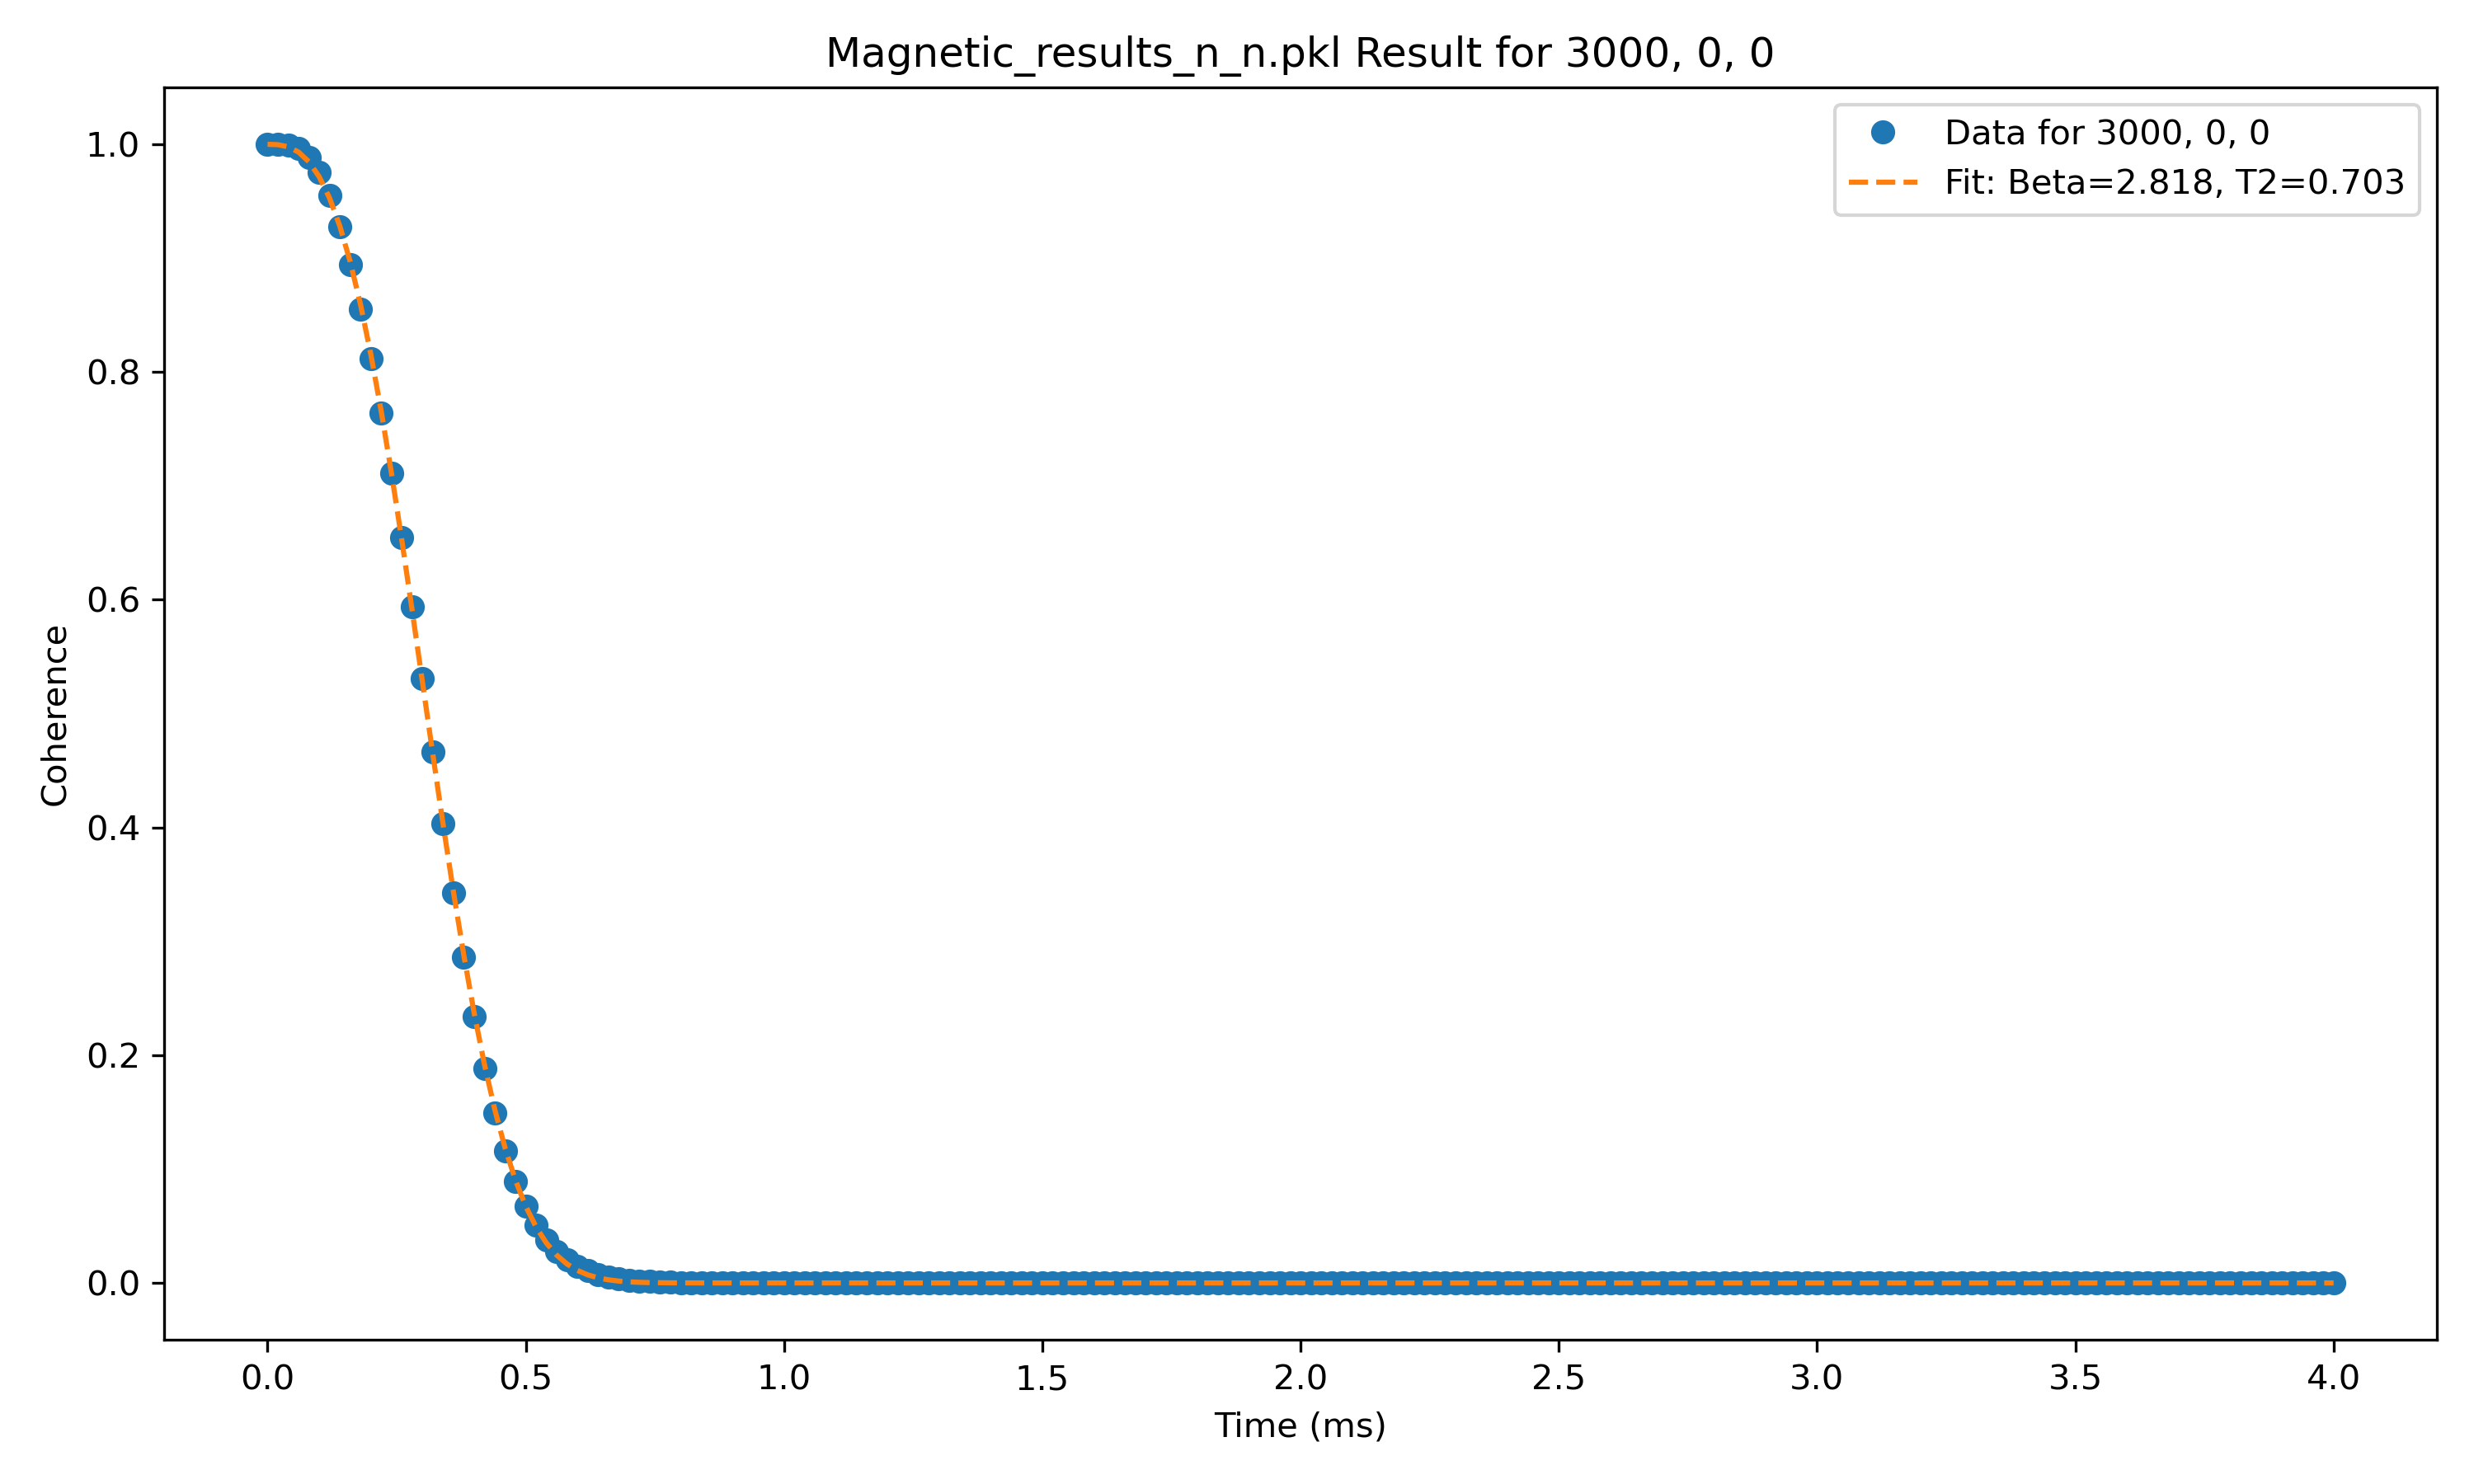 Magnetic_results_n_n.pkl Result for 3000, 0, 0
Data for 3000, 0, 0
Fit: Beta=2.818, T2=0.703
Coherence
1.0
0.8
0.6
0.4
0.2
0.0
0.0 0.5 1.0 1.5 2.0 2.5 3.0 3.5 4.0
Time (ms)